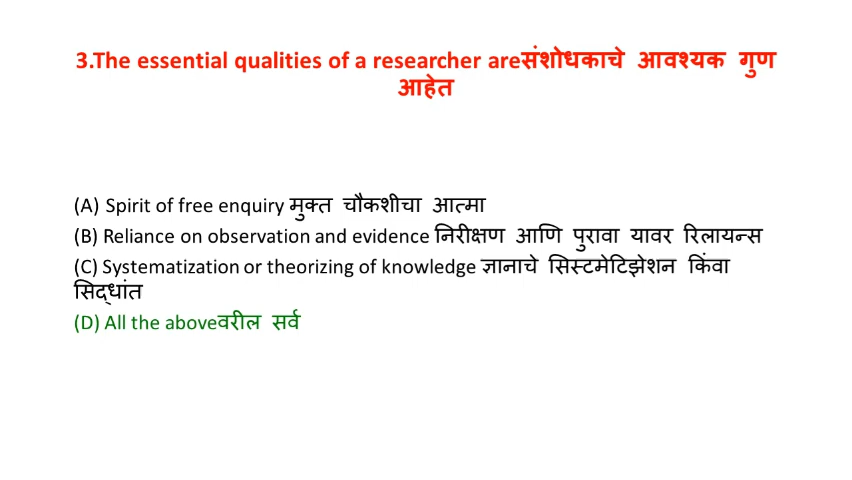 3.The essential qualities of a researcher areसंशोधकाचे आवश्यक गुण
आहेत
(A) Spirit of free enquiry मुक्त चौकशीचा आत्मा
(B) Reliance on observation and evidence निरीक्षण आणि पुरावा यावर रिलायन्स
(C) Systematization or theorizing of knowledge ज्ञानाचे सिस्टमेटिझेशन किंवा
सिद्धांत
(D) All the aboveवरील सर्व